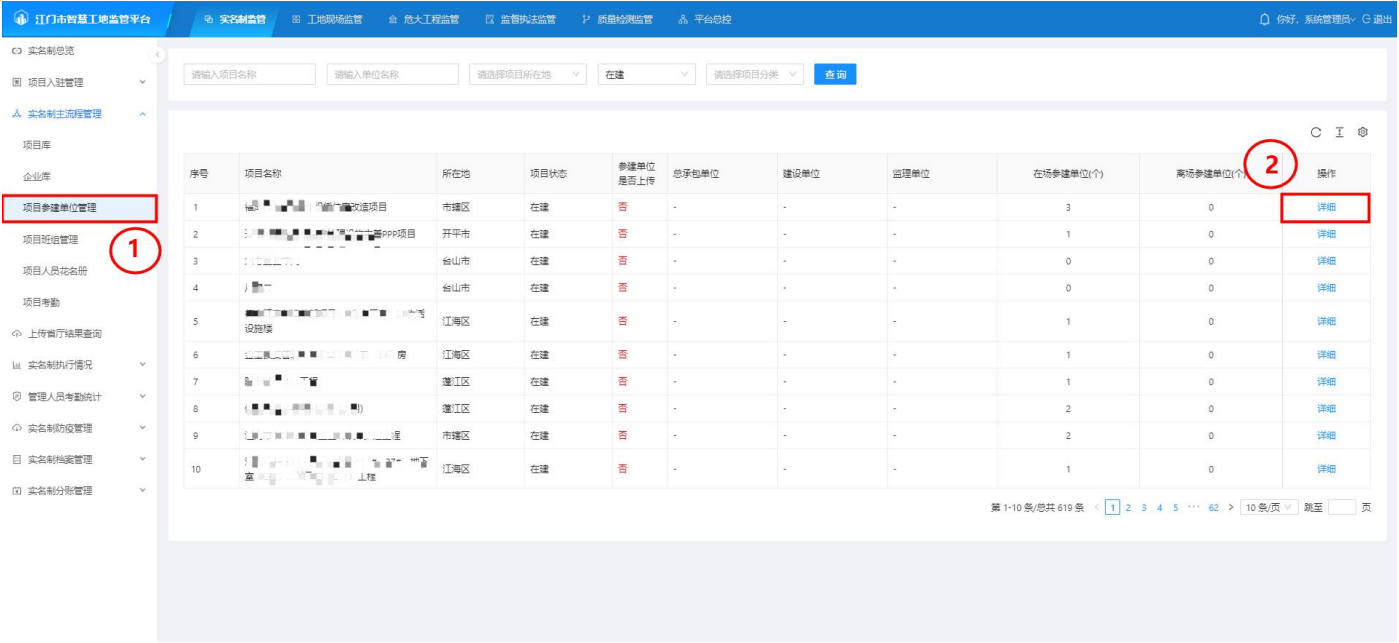 江门市智慧工地监管平台 实名制监管 工地现场监管 危大工程监管 监督执法监管 质量检测监管 平台总控 你好，系统管理员 退出
实名制总览
项目入驻管理
实名制主流程管理
项目库
企业库
项目参建单位管理
项目班组管理
项目人员花名册
项目考勤
上传省厅结果查询
实名制执行情况
管理人员考勤统计
实名制防疫管理
实名制档案管理
实名制分账管理
1
请输入项目名称 请输入单位名称 请选择项目所在地 在建 请选择项目分类 查询
2
序号 项目名称 所在地 项目状态 参建单位是否上传 总承包单位 建设单位 监理单位 在场参建单位(个) 离场参建单位(个) 操作
1 改造项目 市辖区 在建 否 - - - 3 0 详细
2 PPP项目 开平市 在建 否 - - - 1 0 详细
3 台山市 在建 否 - - - 0 0 详细
4 台山市 在建 否 - - - 0 0 详细
5 设施楼 江海区 在建 否 - - - 1 0 详细
6 房 江海区 在建 否 - - - 1 0 详细
7 蓬江区 在建 否 - - - 1 0 详细
8 蓬江区 在建 否 - - - 2 0 详细
9 程 市辖区 在建 否 - - - 2 0 详细
10 地下室 工程 江海区 在建 否 - - - 1 0 详细
第 1-10 条/总共 619 条 < 1 2 3 4 5 ··· 62 > 10 条/页 跳至 页